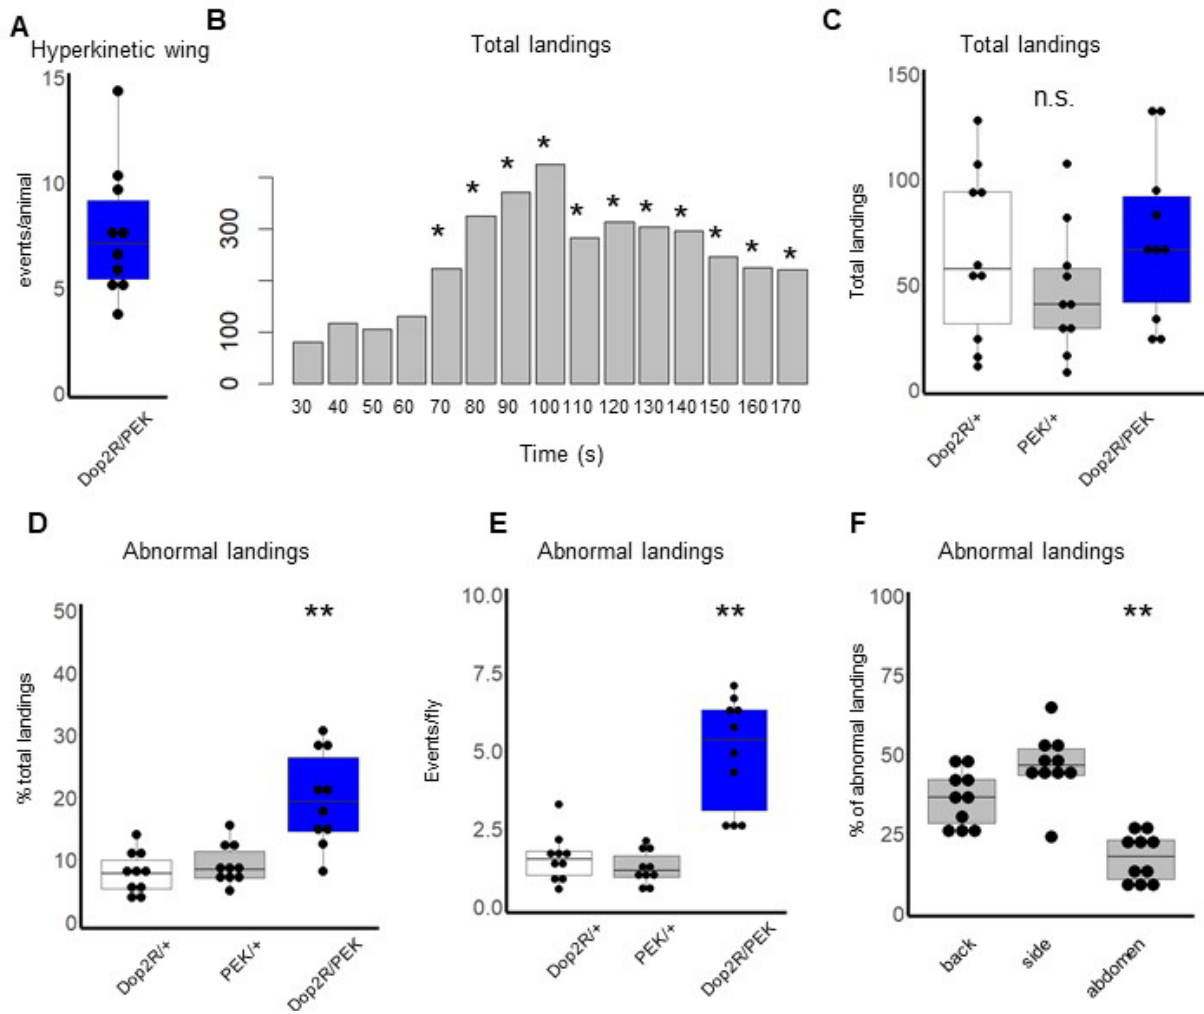 A
Hyperkinetic wing
15
10
5
0
events/animal
Dop2R/PEK
B
Total landings
300
100
0
* * * * * * * * * * *
30 40 50 60 70 80 90 100 110 120 130 140 150 160 170
Time (s)
C
Total landings
150
100
50
0
Total landings
n.s.
Dop2R/+
PEK/+
Dop2R/PEK
D
Abnormal landings
50
40
30
20
10
0
% total landings
**
Dop2R/+
PEK/+
Dop2R/PEK
E
Abnormal landings
10.0
7.5
5.0
2.5
0.0
Events/fly
**
Dop2R/+
PEK/+
Dop2R/PEK
F
Abnormal landings
100
75
50
25
0
% of abnormal landings
**
back
side
abdomen